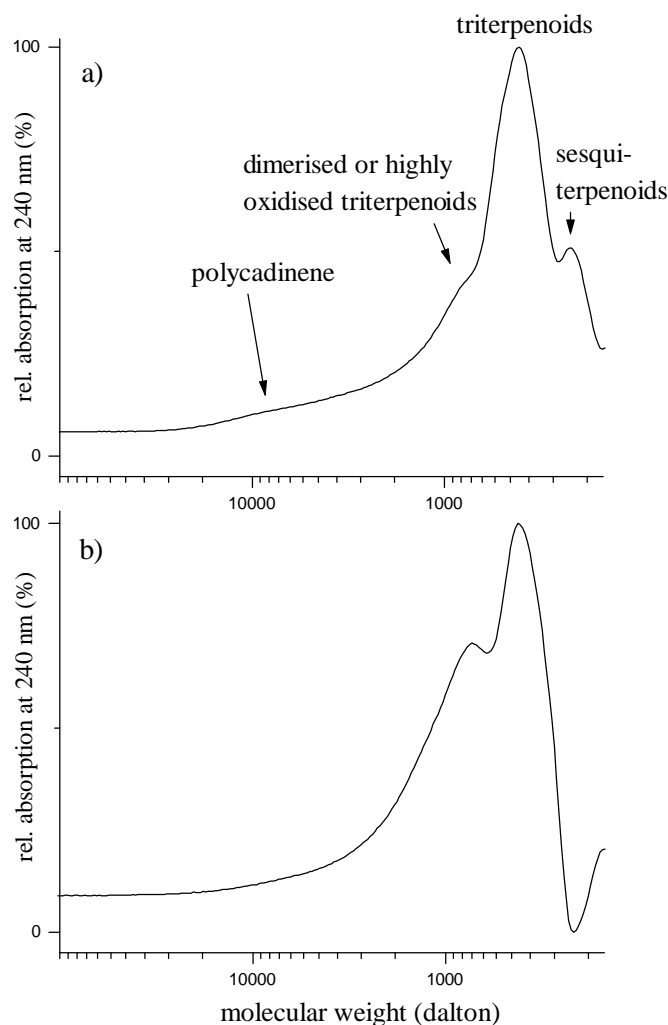 triterpenoids
100
a)
sesqui-
terpenoids
dimerised or highly
oxidised triterpenoids
polycadinene
rel. absorption at 240 nm (%)
0
10000
1000
100
b)
rel. absorption at 240 nm (%)
0
10000
1000
molecular weight (dalton)